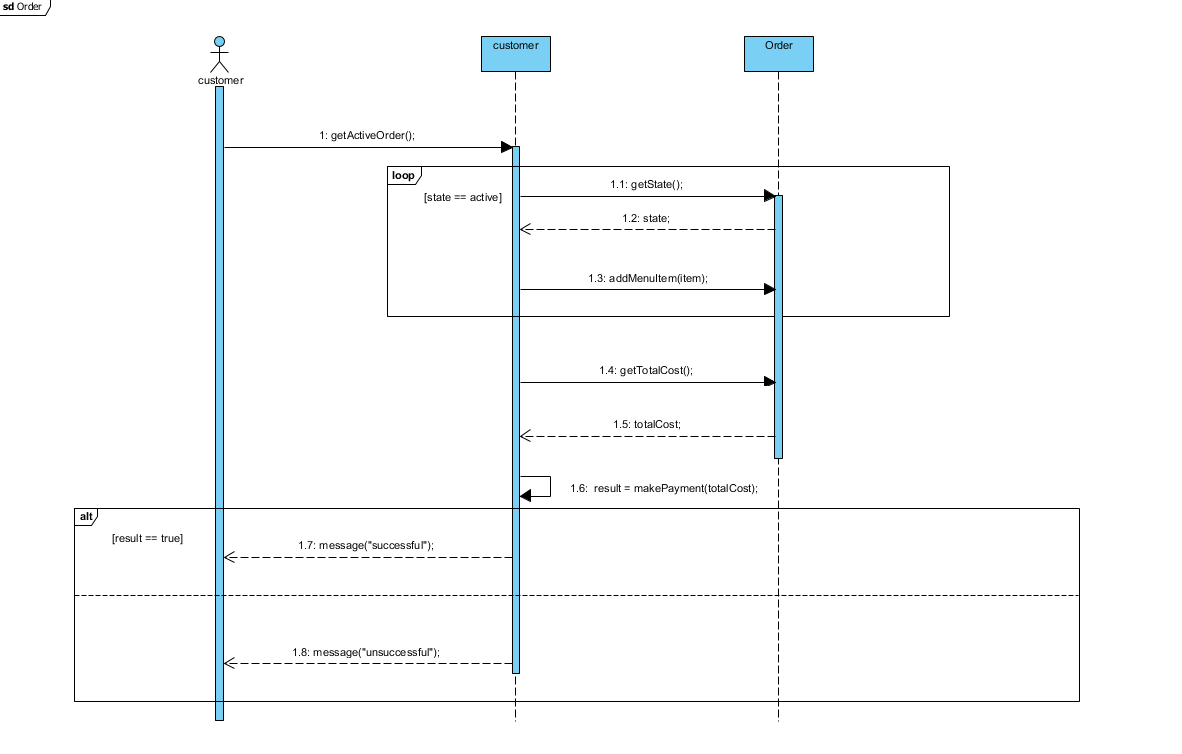 sd Order
customer
customer
Order
1: getActiveOrder();
loop
[state == active]
1.1: getState();
1.2: state;
1.3: addMenuItem(item);
1.4: getTotalCost();
1.5: totalCost;
1.6: result = makePayment(totalCost);
alt
[result == true]
1.7: message("successful");
1.8: message("unsuccessful");